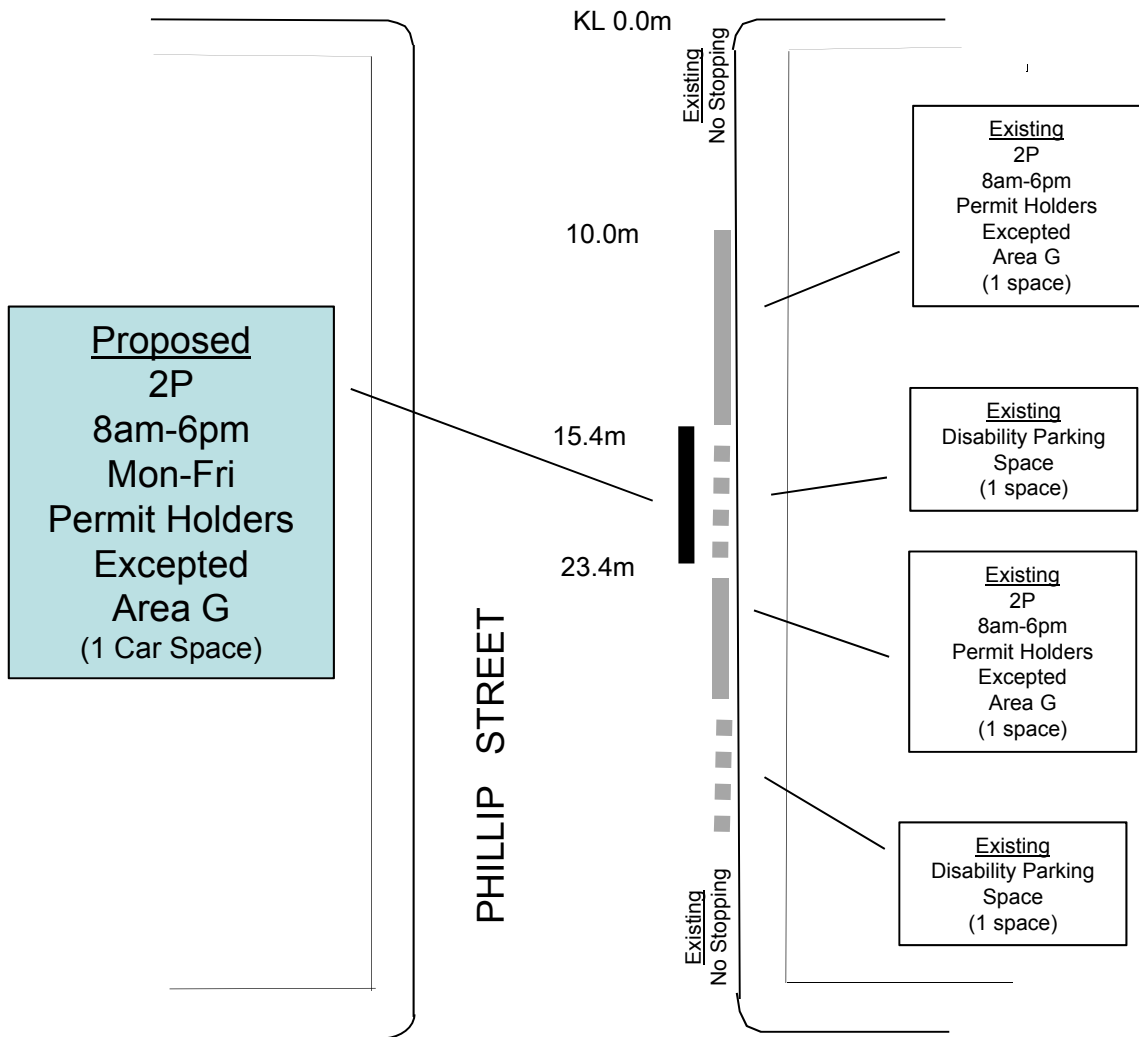 KL 0.0m
Existing
No Stopping
10.0m
15.4m
23.4m
Proposed
2P
8am-6pm
Mon-Fri
Permit Holders
Excepted
Area G
(1 Car Space)
PHILLIP STREET
Existing
No Stopping
Existing
2P
8am-6pm
Permit Holders
Excepted
Area G
(1 space)
Existing
Disability Parking
Space
(1 space)
Existing
2P
8am-6pm
Permit Holders
Excepted
Area G
(1 space)
Existing
Disability Parking
Space
(1 space)